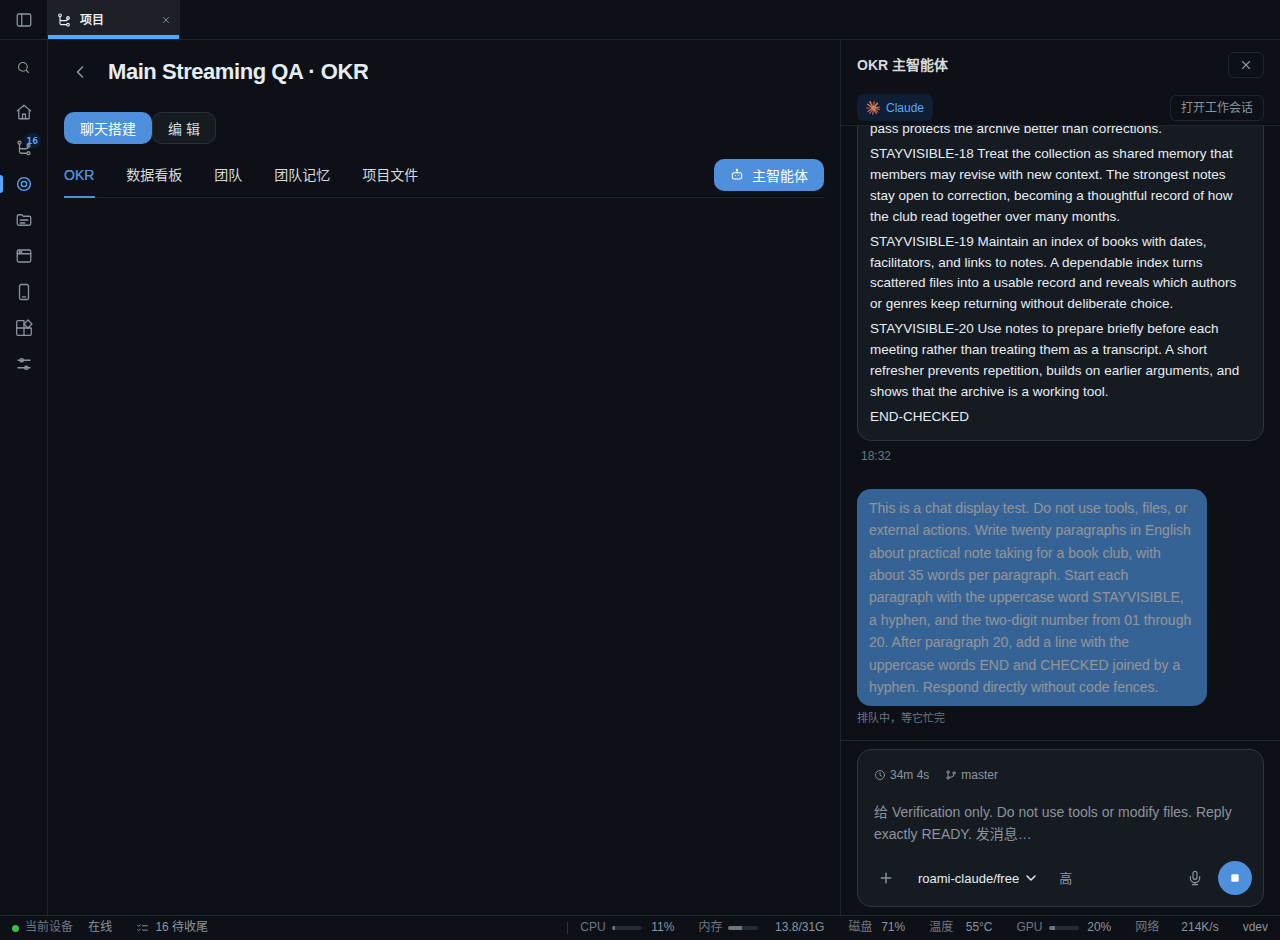 项目
Main Streaming QA · OKR
聊天搭建
编 辑
OKR
数据看板
团队
团队记忆
项目文件
主智能体
16
OKR 主智能体
Claude
打开工作会话
pass protects the archive better than corrections.
STAYVISIBLE-18 Treat the collection as shared memory that
members may revise with new context. The strongest notes
stay open to correction, becoming a thoughtful record of how
the club read together over many months.
STAYVISIBLE-19 Maintain an index of books with dates,
facilitators, and links to notes. A dependable index turns
scattered files into a usable record and reveals which authors
or genres keep returning without deliberate choice.
STAYVISIBLE-20 Use notes to prepare briefly before each
meeting rather than treating them as a transcript. A short
refresher prevents repetition, builds on earlier arguments, and
shows that the archive is a working tool.
END-CHECKED
18:32
This is a chat display test. Do not use tools, files, or
external actions. Write twenty paragraphs in English
about practical note taking for a book club, with
about 35 words per paragraph. Start each
paragraph with the uppercase word STAYVISIBLE,
a hyphen, and the two-digit number from 01 through
20. After paragraph 20, add a line with the
uppercase words END and CHECKED joined by a
hyphen. Respond directly without code fences.
排队中，等它忙完
34m 4s
master
给 Verification only. Do not use tools or modify files. Reply
exactly READY. 发消息…
roami-claude/free
高
当前设备 在线 16 待收尾
CPU 11% 内存 13.8/31G 磁盘 71% 温度 55°C GPU 20% 网络 214K/s vdev